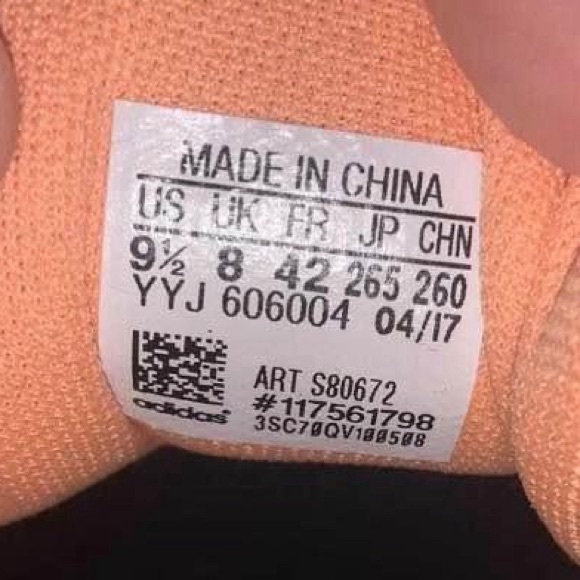 MADE IN CHINA
US UK FR JP CHN
9½ 8 42 265 260
YYJ 606004 04/17
ART S80672
#117561798
adidas
3SC70QV100508